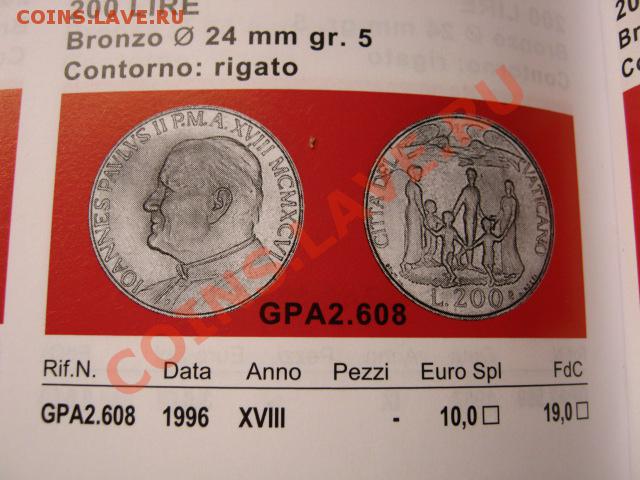 COINS.LAVE.RU
200 LIRE
Bronzo Ø 24 mm gr. 5
Contorno: rigato
IOANNES PAVLVS II P.M.A. XVIII MCMXCVI
CITTÀ DEL VATICANO
L. 200
COINS.LAVE.RU
GPA2.608
Rif.N. Data Anno Pezzi Euro Spl FdC
GPA2.608 1996 XVIII - 10,0 □ 19,0 □